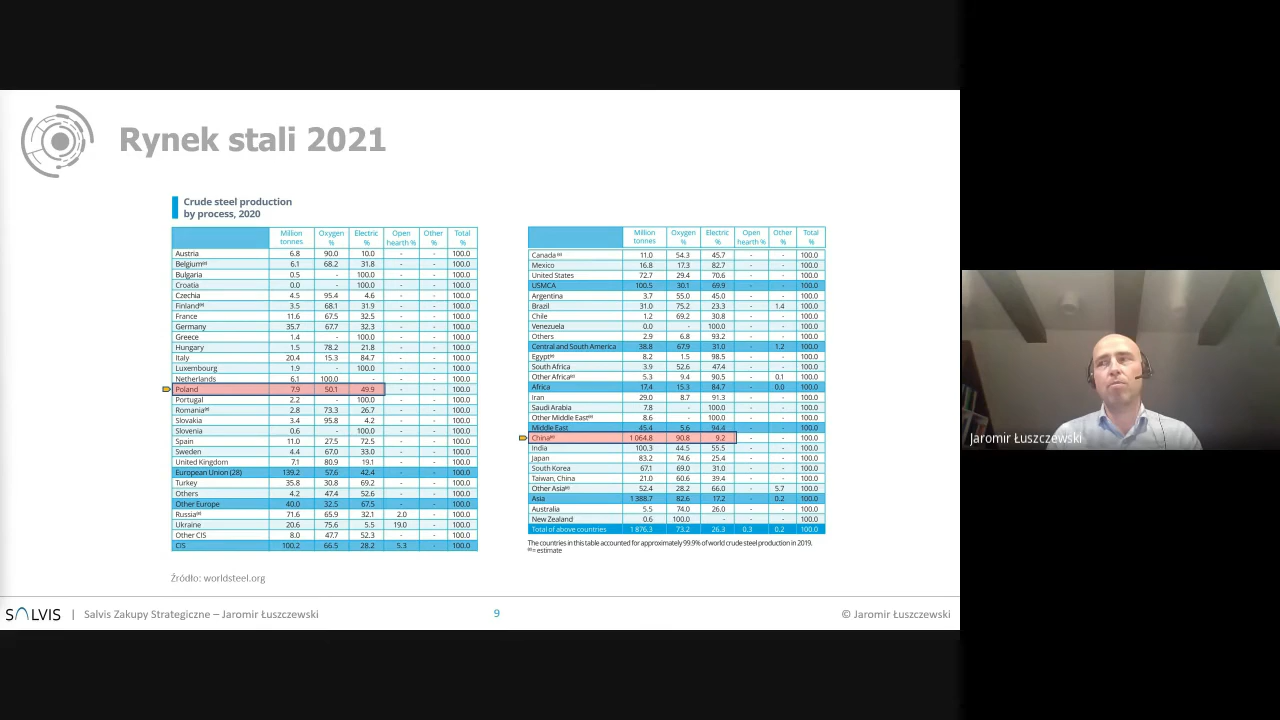 Rynek stali 2021
Crude steel production
by process, 2020
Million tonnes Oxygen % Electric % Open hearth % Other % Total %
Austria 6.8 90.0 10.0 - - 100.0
Belgium(e) 6.1 68.2 31.8 - - 100.0
Bulgaria 0.5 - 100.0 - - 100.0
Croatia 0.0 - 100.0 - - 100.0
Czechia 4.5 95.4 4.6 - - 100.0
Finland(e) 3.5 68.1 31.9 - - 100.0
France 11.6 67.5 32.5 - - 100.0
Germany 35.7 67.7 32.3 - - 100.0
Greece 1.4 - 100.0 - - 100.0
Hungary 1.5 78.2 21.8 - - 100.0
Italy 20.4 15.3 84.7 - - 100.0
Luxembourg 1.9 - 100.0 - - 100.0
Netherlands 6.1 100.0 - - - 100.0
Poland 7.9 50.1 49.9 - - 100.0
Portugal 2.2 - 100.0 - - 100.0
Romania(e) 2.8 73.3 26.7 - - 100.0
Slovakia 3.4 95.8 4.2 - - 100.0
Slovenia 0.6 - 100.0 - - 100.0
Spain 11.0 27.5 72.5 - - 100.0
Sweden 4.4 67.0 33.0 - - 100.0
United Kingdom 7.1 80.9 19.1 - - 100.0
European Union (28) 139.2 57.6 42.4 - - 100.0
Turkey 35.8 30.8 69.2 - - 100.0
Others 4.2 47.4 52.6 - - 100.0
Other Europe 40.0 32.5 67.5 - - 100.0
Russia(e) 71.6 65.9 32.1 2.0 - 100.0
Ukraine 20.6 75.6 5.5 19.0 - 100.0
Other CIS 8.0 47.7 52.3 - - 100.0
CIS 100.2 66.5 28.2 5.3 - 100.0
Million tonnes Oxygen % Electric % Open hearth % Other % Total %
Canada (e) 11.0 54.3 45.7 - - 100.0
Mexico 16.8 17.3 82.7 - - 100.0
United States 72.7 29.4 70.6 - - 100.0
USMCA 100.5 30.1 69.9 - - 100.0
Argentina 3.7 55.0 45.0 - - 100.0
Brazil 31.0 75.2 23.3 - 1.4 100.0
Chile 1.2 69.2 30.8 - - 100.0
Venezuela 0.0 - 100.0 - - 100.0
Others 2.9 6.8 93.2 - - 100.0
Central and South America 38.8 67.9 31.0 - 1.2 100.0
Egypt(e) 8.2 1.5 98.5 - - 100.0
South Africa 3.9 52.6 47.4 - - 100.0
Other Africa(e) 5.3 9.4 90.5 - 0.1 100.0
Africa 17.4 15.3 84.7 - 0.0 100.0
Iran 29.0 8.7 91.3 - - 100.0
Saudi Arabia 7.8 - 100.0 - - 100.0
Other Middle East(e) 8.6 - 100.0 - - 100.0
Middle East 45.4 5.6 94.4 - - 100.0
China(e) 1 064.8 90.8 9.2 - - 100.0
India 100.3 44.5 55.5 - - 100.0
Japan 83.2 74.6 25.4 - - 100.0
South Korea 67.1 69.0 31.0 - - 100.0
Taiwan, China 21.0 60.6 39.4 - - 100.0
Other Asia(e) 52.4 28.2 66.0 - 5.7 100.0
Asia 1 388.7 82.6 17.2 - 0.2 100.0
Australia 5.5 74.0 26.0 - - 100.0
New Zealand 0.6 100.0 - - - 100.0
Total of above countries 1 876.3 73.2 26.3 0.3 0.2 100.0
The countries in this table accounted for approximately 99.9% of world crude steel production in 2019.
(e) = estimate
Źródło: worldsteel.org
SALVIS | Salvis Zakupy Strategiczne – Jaromir Łuszczewski 9 © Jaromir Łuszczewski
Jaromir Łuszczewski